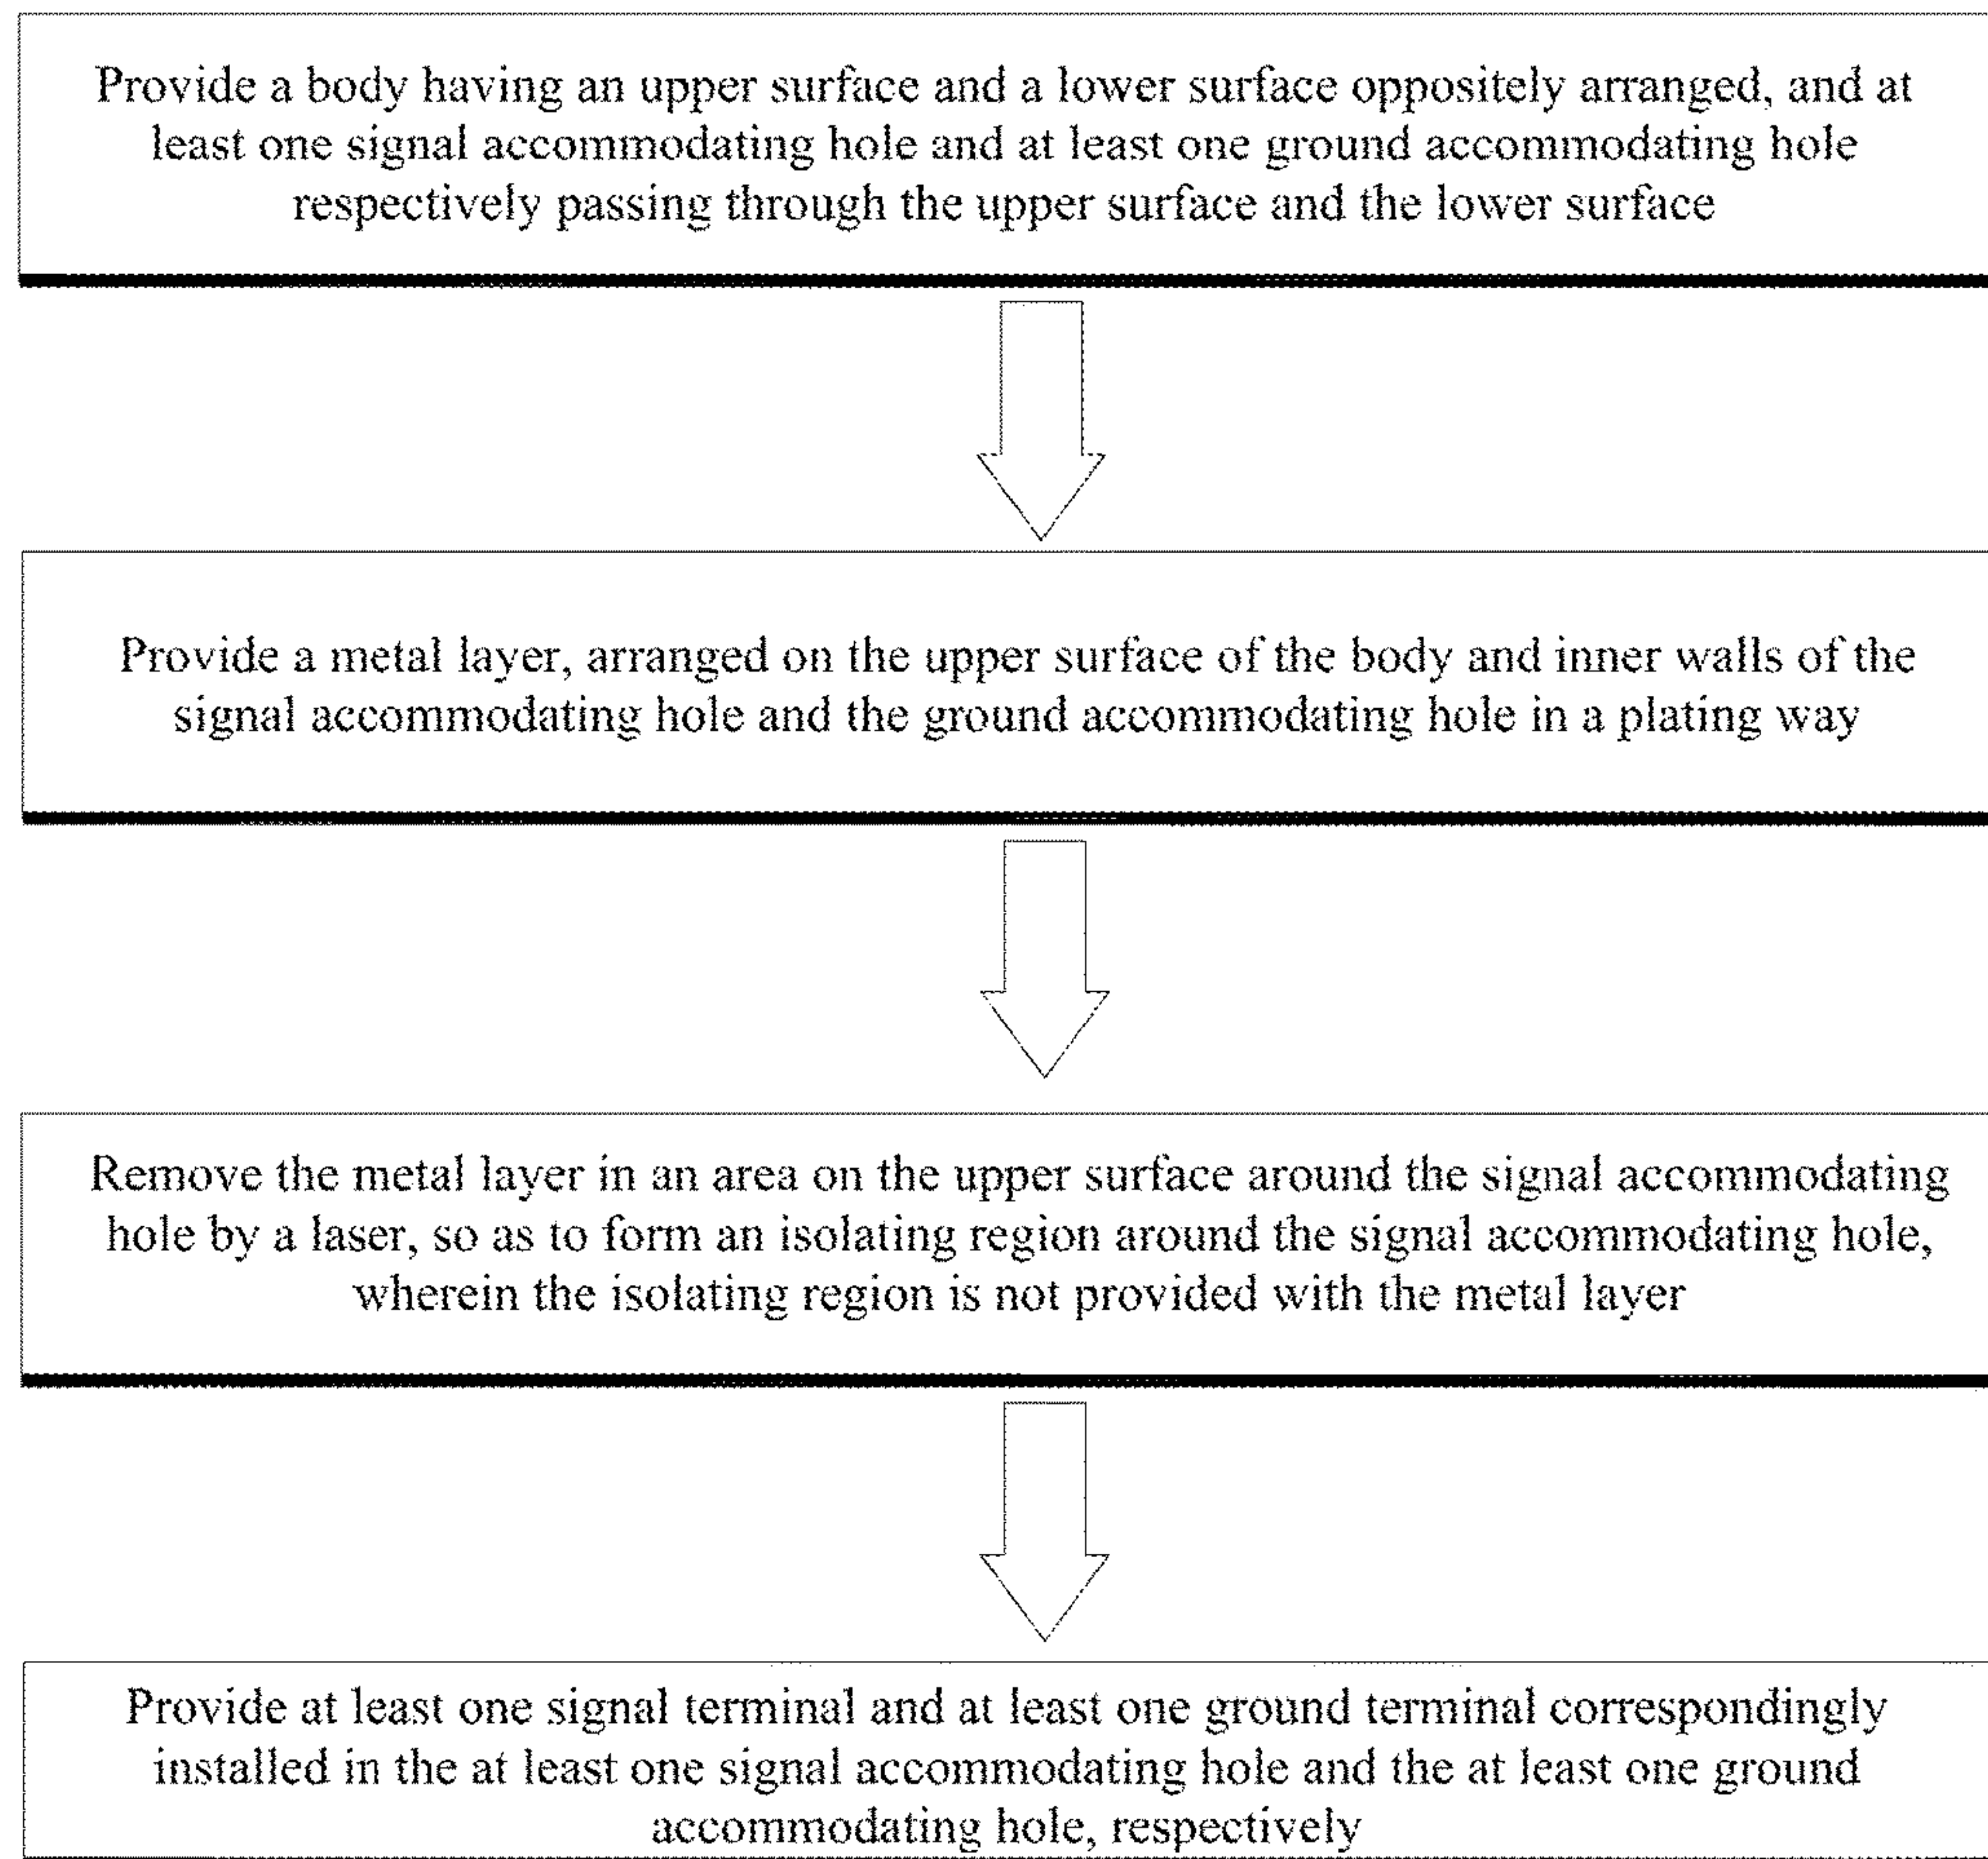 Provide a body having an upper surface and a lower surface oppositely arranged, and at
least one signal accommodating hole and at least one ground accommodating hole
respectively passing through the upper surface and the lower surface
Provide a metal layer, arranged on the upper surface of the body and inner walls of the
signal accommodating hole and the ground accommodating hole in a plating way
Remove the metal layer in an area on the upper surface around the signal accommodating
hole by a laser, so as to form an isolating region around the signal accommodating hole,
wherein the isolating region is not provided with the metal layer
Provide at least one signal terminal and at least one ground terminal correspondingly
installed in the at least one signal accommodating hole and the at least one ground
accommodating hole, respectively